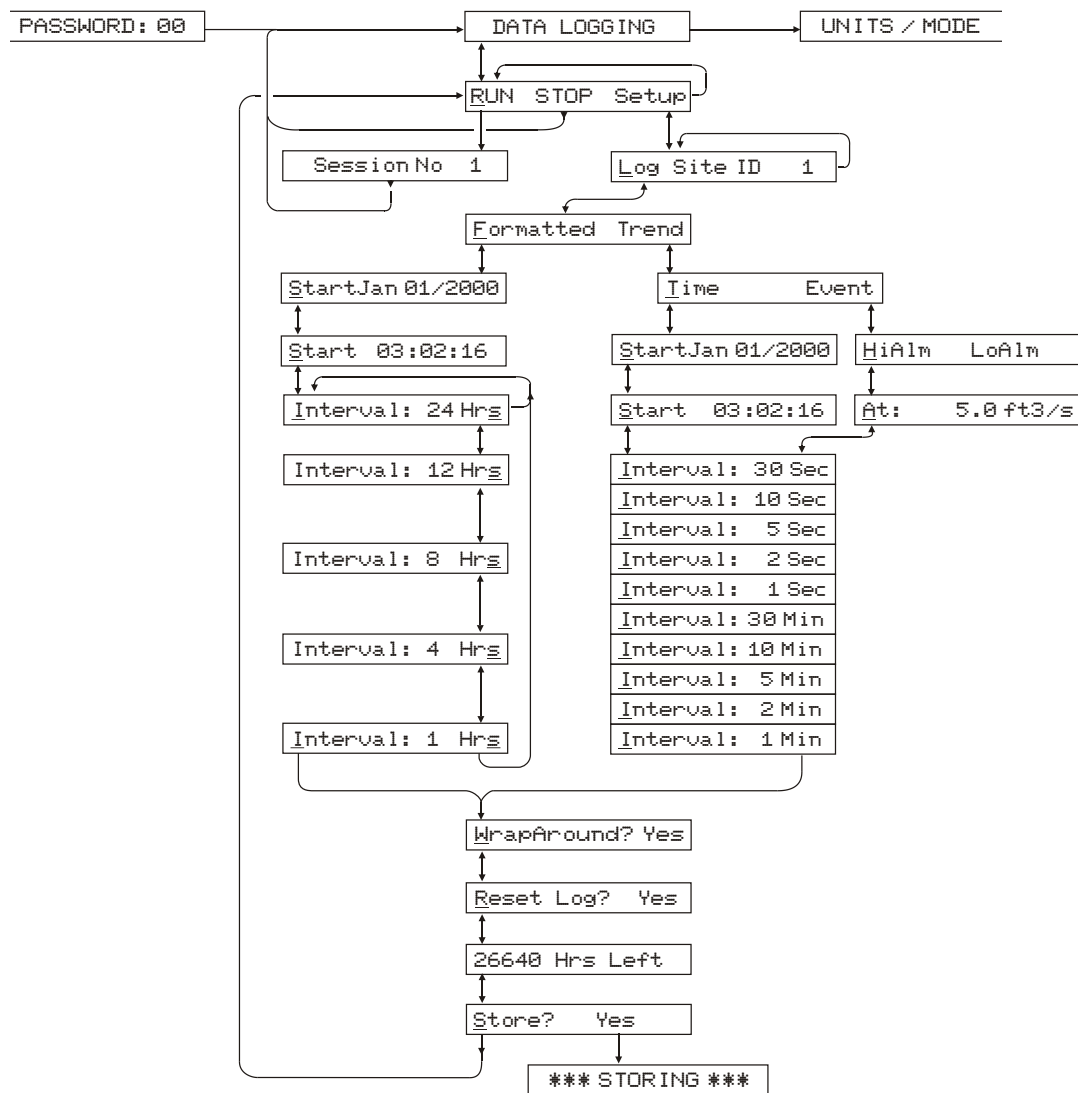 PASSWORD: 00
DATA LOGGING
UNITS / MODE
RUN STOP Setup
Session No 1
Log Site ID 1
Formatted Trend
StartJan 01/2000
Time Event
Start 03:02:16
StartJan 01/2000
HiAlm LoAlm
Interval: 24 Hrs
Start 03:02:16
At: 5.0 ft3/s
Interval: 12 Hrs
Interval: 30 Sec
Interval: 10 Sec
Interval: 5 Sec
Interval: 8 Hrs
Interval: 2 Sec
Interval: 1 Sec
Interval: 30 Min
Interval: 4 Hrs
Interval: 10 Min
Interval: 5 Min
Interval: 2 Min
Interval: 1 Hrs
Interval: 1 Min
WrapAround? Yes
Reset Log? Yes
26640 Hrs Left
Store? Yes
*** STORING ***